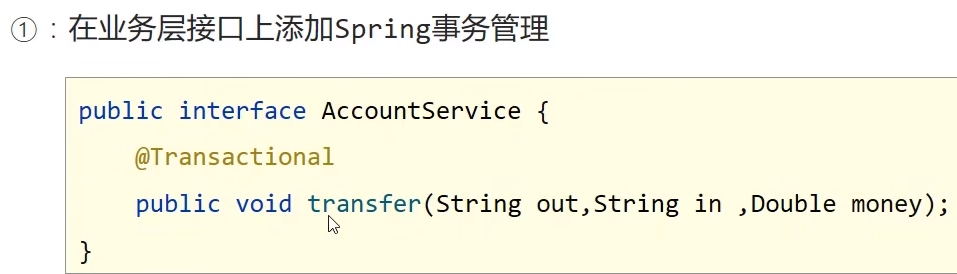 ①：在业务层接口上添加Spring事务管理
public interface AccountService {
@Transactional
public void transfer(String out,String in ,Double money);
}